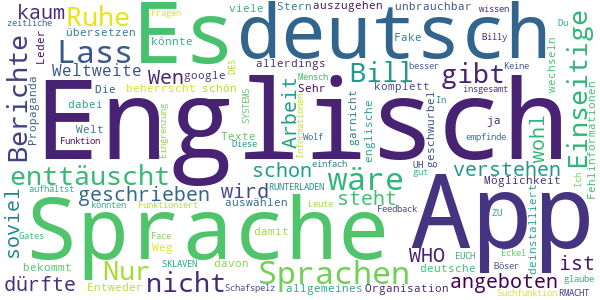 kaum Ruhe Es deutsch viele Stern auszugehen unbrauchbar Fragen wissen
zeitliche Leder übersetzen könnte Fake Billy Du
Berichte Lass Weltweite Wen google allerdings Bill gibt besser Keine wechseln Einseitige
Propaganda Die beherrscht schön DES Sehr Mensch komplett In insgesamt
dabei Welt Englisch Arbeit garnicht englische geschwurbel ja wohl Fehlinformationen
Funktion Texte SYSTEMS Diese Eingrenzung Informationen Wolf empfinde Ich
enttäuscht schon einfach wäre UH gut verstehen
geschrieben wird auswählen RUNTERLADEN steht App Möglichkeit deinstalliert
soviel aufhaltst Sprache könnten Funktioniert Leute Feedback ZU
Gates Face damit WHO EUCH Eckel angeboten
bekommt Nur Weg Sprachen deutsche Böser ist
dürfte Entweder SKLAVEN nicht davon Schafspelz allgemeines Organisation Suchfunktion RMACHT glaube